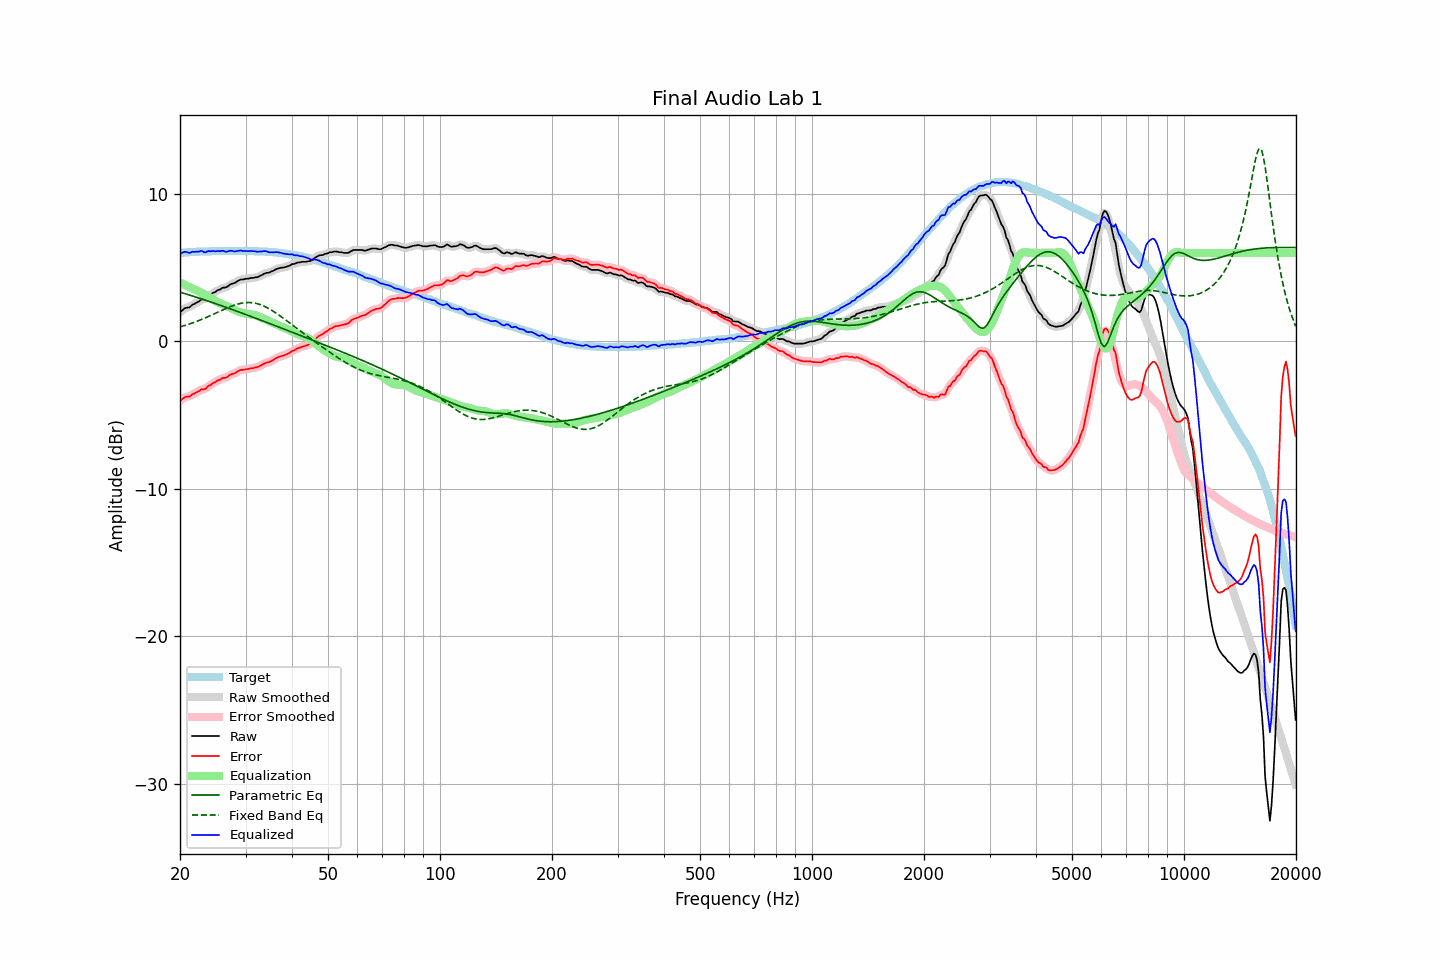 Final Audio Lab 1
Amplitude (dBr)
10
0
−10
−20
−30
Target
Raw Smoothed
Error Smoothed
Raw
Error
Equalization
Parametric Eq
Fixed Band Eq
Equalized
20 50 100 200 500 1000 2000 5000 10000 20000
Frequency (Hz)